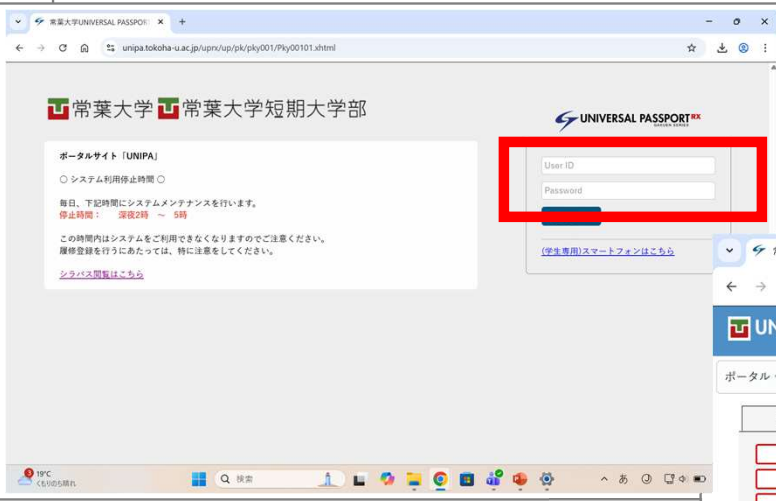 常葉大学UNIVERSAL PASSPOR
unipa.tokoha-u.ac.jp/uprx/up/pk/pky001/Pky00101.xhtml
常葉大学 常葉大学短期大学部
UNIVERSAL PASSPORT RX
GAKUEN SERIES
ポータルサイト「UNIPA」
○ システム利用停止時間 ○
毎日、下記時間にシステムメンテナンスを行います。
停止時間： 深夜2時 ～ 5時
この時間内はシステムをご利用できなくなりますのでご注意ください。
履修登録を行うにあたっては、特に注意をしてください。
シラバス閲覧はこちら
User ID
Password
(学生専用)スマートフォンはこちら
UN
ポータル
3
19°C
くもりのち晴れ
検索
あ